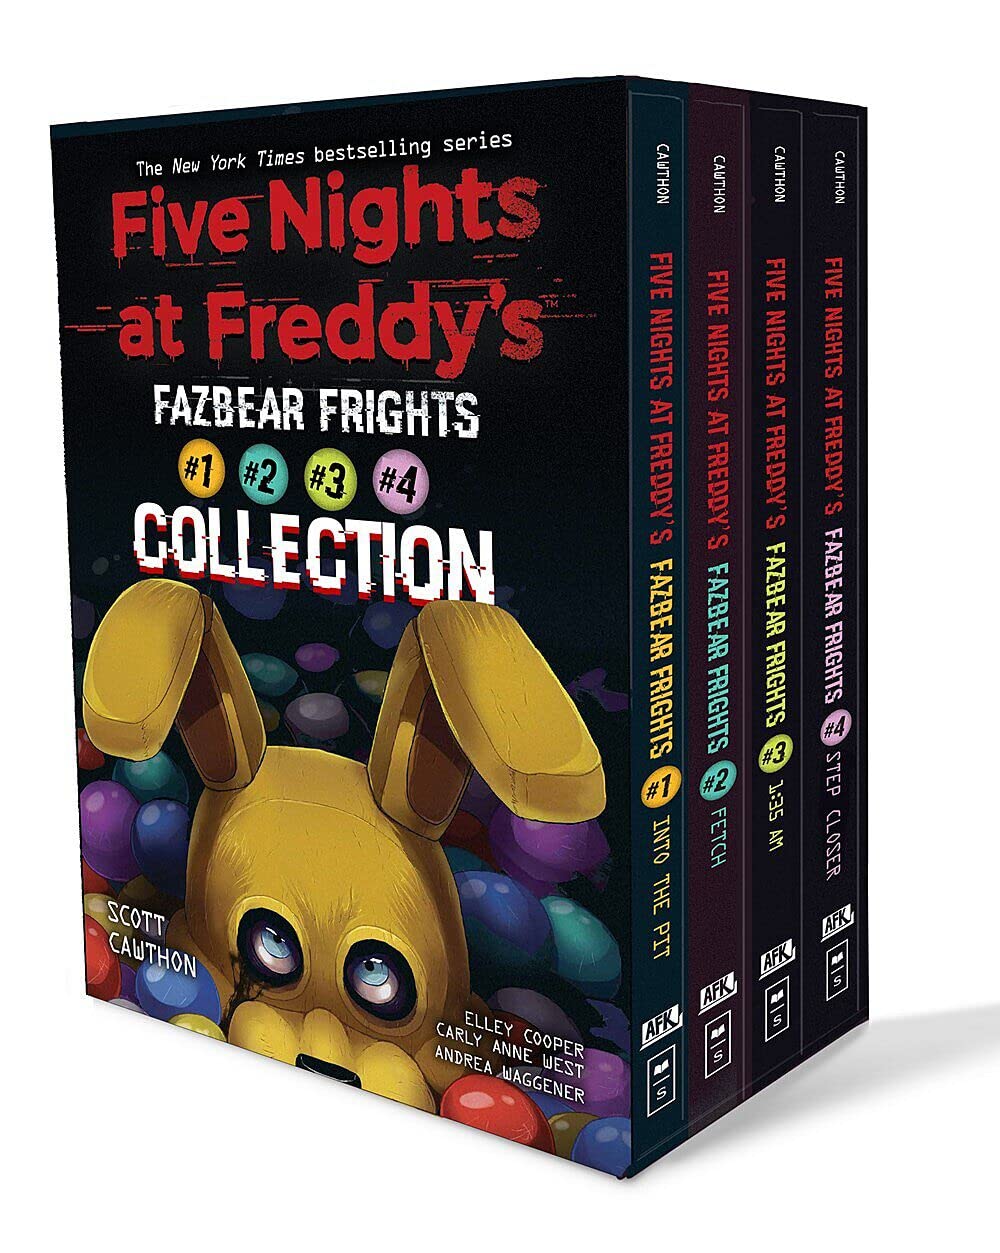 The New York Times bestselling series
Five Nights
at Freddy's™
FAZBEAR FRIGHTS
#1 #2 #3 #4
COLLECTION
SCOTT
CAWTHON
ELLEY COOPER
CARLY ANNE WEST
ANDREA WAGGENER
CAWTHON
FIVE NIGHTS AT FREDDY'S FAZBEAR FRIGHTS #1 INTO THE PIT
AFK
S
CAWTHON
FIVE NIGHTS AT FREDDY'S FAZBEAR FRIGHTS #2 FETCH
AFK
S
CAWTHON
FIVE NIGHTS AT FREDDY'S FAZBEAR FRIGHTS #3 1:35 AM
AFK
S
CAWTHON
FIVE NIGHTS AT FREDDY'S FAZBEAR FRIGHTS #4 STEP CLOSER
AFK
S